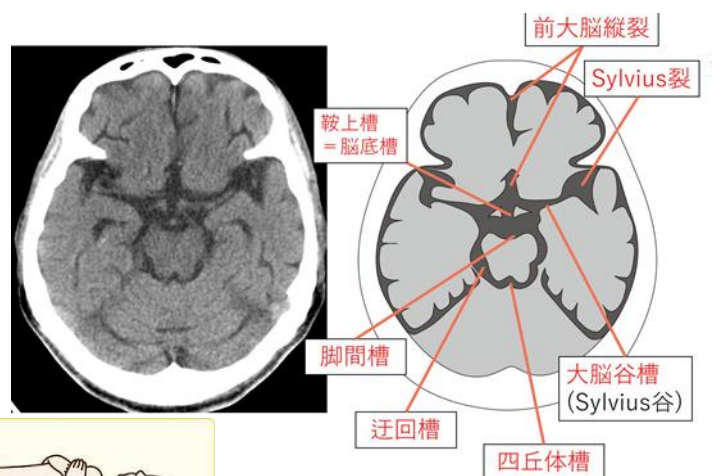 前大脳縦裂
Sylvius裂
鞍上槽
=脳底槽
脚間槽
大脳谷槽
(Sylvius谷)
迂回槽
四丘体槽